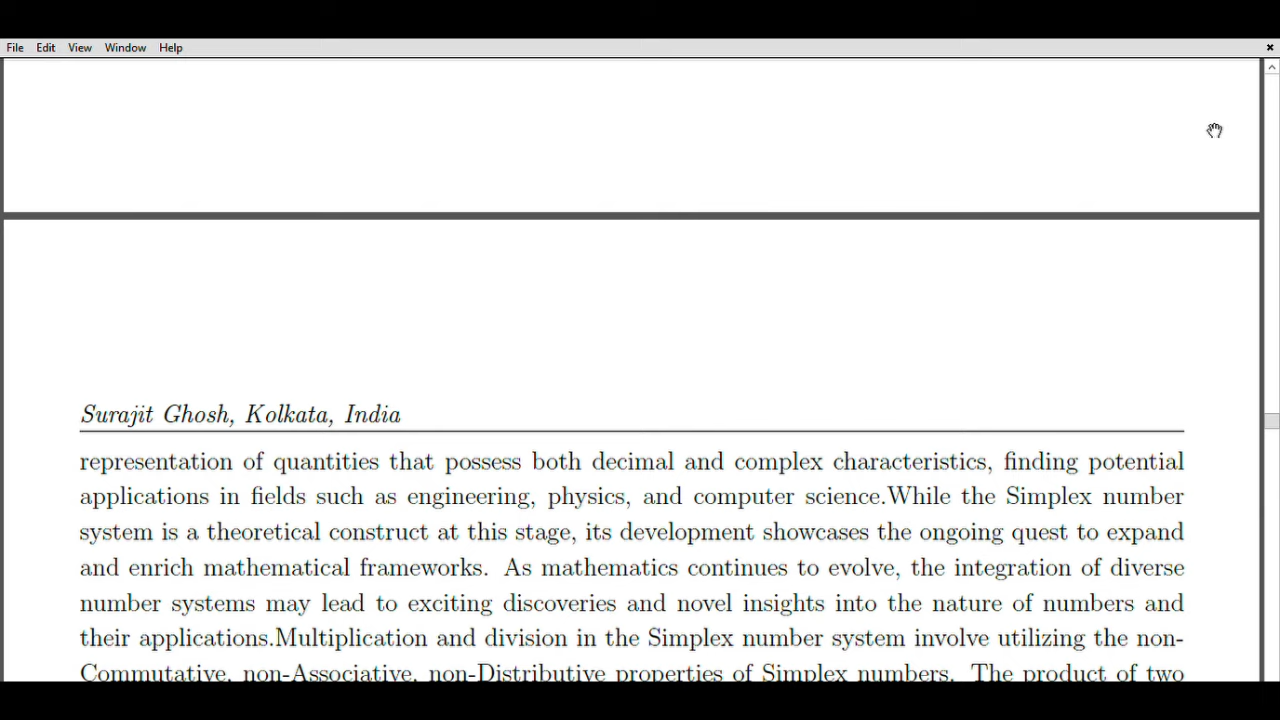 File Edit View Window Help
Surajit Ghosh, Kolkata, India
representation of quantities that possess both decimal and complex characteristics, finding potential
applications in fields such as engineering, physics, and computer science.While the Simplex number
system is a theoretical construct at this stage, its development showcases the ongoing quest to expand
and enrich mathematical frameworks. As mathematics continues to evolve, the integration of diverse
number systems may lead to exciting discoveries and novel insights into the nature of numbers and
their applications.Multiplication and division in the Simplex number system involve utilizing the non-
Commutative, non-Associative, non-Distributive properties of Simplex numbers. The product of two